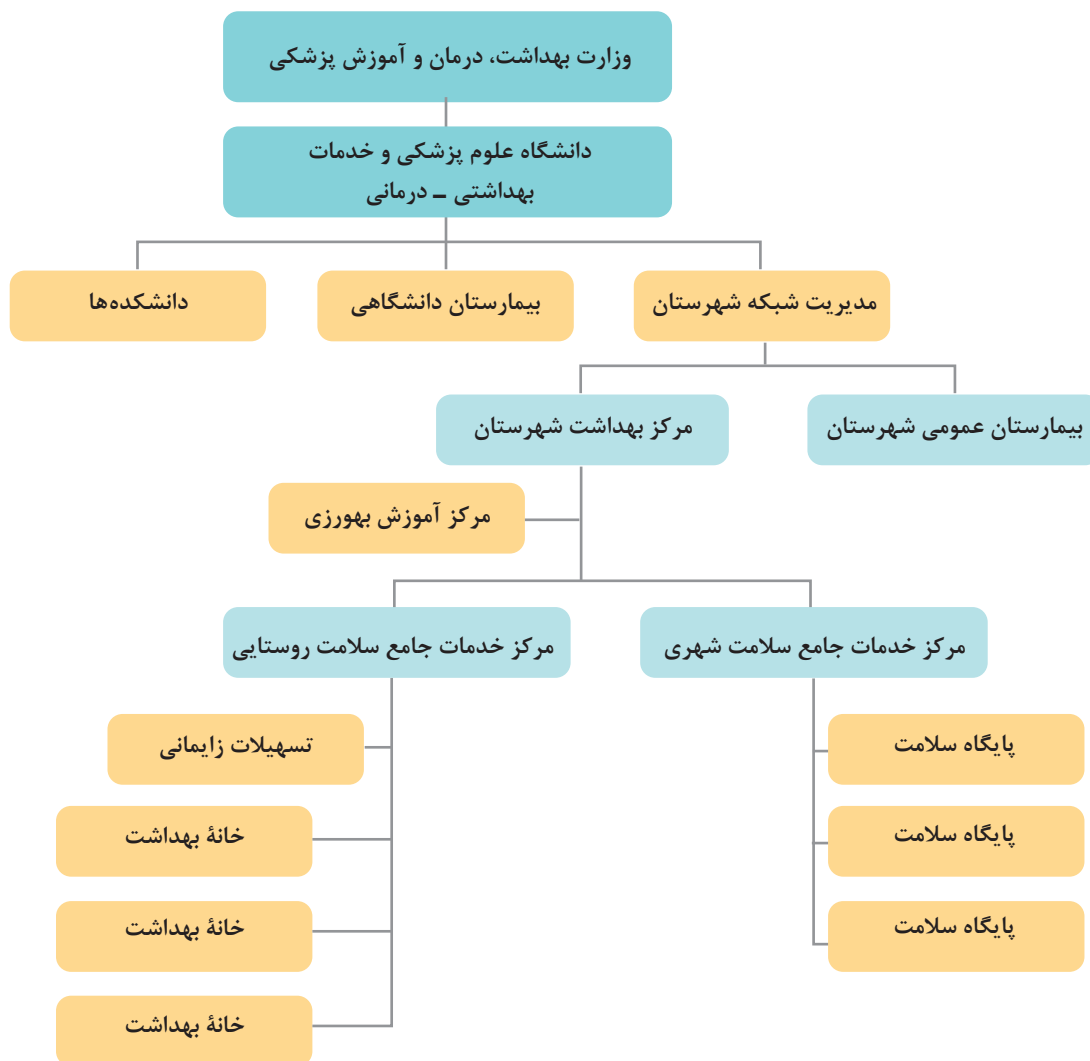 وزارت بهداشت، درمان و آموزش پزشکی
دانشگاه علوم پزشکی و خدمات
بهداشتی ـ درمانی
مدیریت شبکه شهرستان
بیمارستان دانشگاهی
دانشکده‌ها
بیمارستان عمومی شهرستان
مرکز بهداشت شهرستان
مرکز آموزش بهورزی
مرکز خدمات جامع سلامت شهری
مرکز خدمات جامع سلامت روستایی
پایگاه سلامت
پایگاه سلامت
پایگاه سلامت
تسهیلات زایمانی
خانهٔ بهداشت
خانهٔ بهداشت
خانهٔ بهداشت